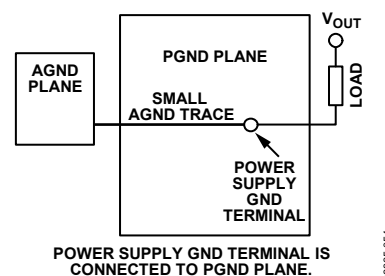 V_OUT
AGND
PLANE
PGND PLANE
LOAD
SMALL
AGND TRACE
POWER
SUPPLY
GND
TERMINAL
POWER SUPPLY GND TERMINAL IS
CONNECTED TO PGND PLANE.